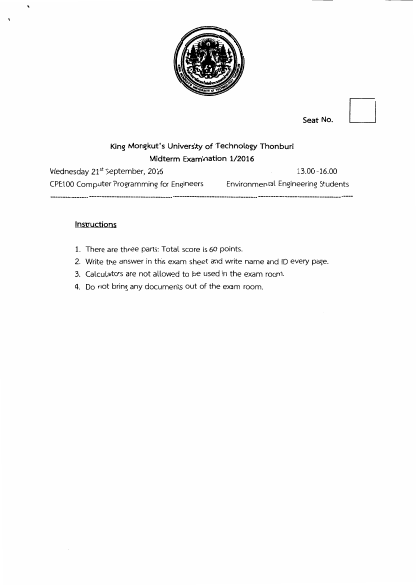 Seat No.
King Mongkut's University of Technology Thonburi
Midterm Examination 1/2016
Wednesday 21st September, 2016 13.00-16.00
CPE100 Computer Programming for Engineers Environmental Engineering Students
Instructions
1. There are three parts: Total score is 60 points.
2. Write the answer in this exam sheet and write name and ID every page.
3. Calculators are not allowed to be used in the exam room.
4. Do not bring any documents out of the exam room.